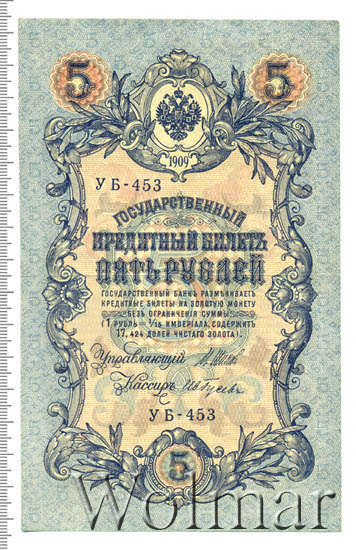 5 5
1909
УБ-453
ГОСУДАРСТВЕННЫЙ
КРЕДИТНЫЙ БИЛЕТЪ
ПЯТЬ РУБЛЕЙ
ГОСУДАРСТВЕННЫЙ БАНКЪ РАЗМѢНИВАЕТЪ
КРЕДИТНЫЕ БИЛЕТЫ НА ЗОЛОТУЮ МОНЕТУ
БЕЗЪ ОГРАНИЧЕНІЯ СУММЫ
(1 РУБЛЬ = 1/15 ИМПЕРІАЛА, СОДЕРЖИТЪ
17,424 ДОЛЕЙ ЧИСТАГО ЗОЛОТА)
Управляющій
Кассиръ
УБ-453
5
Wolmar